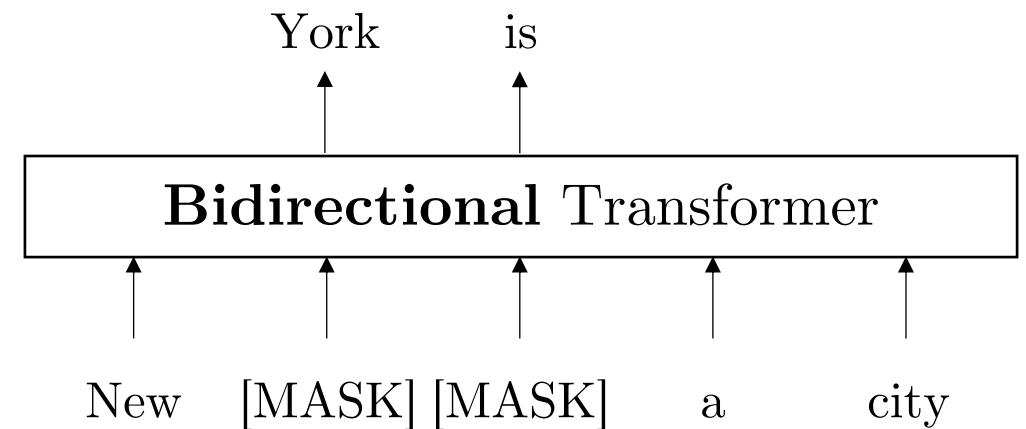 York is
Bidirectional Transformer
New [MASK] [MASK] a city